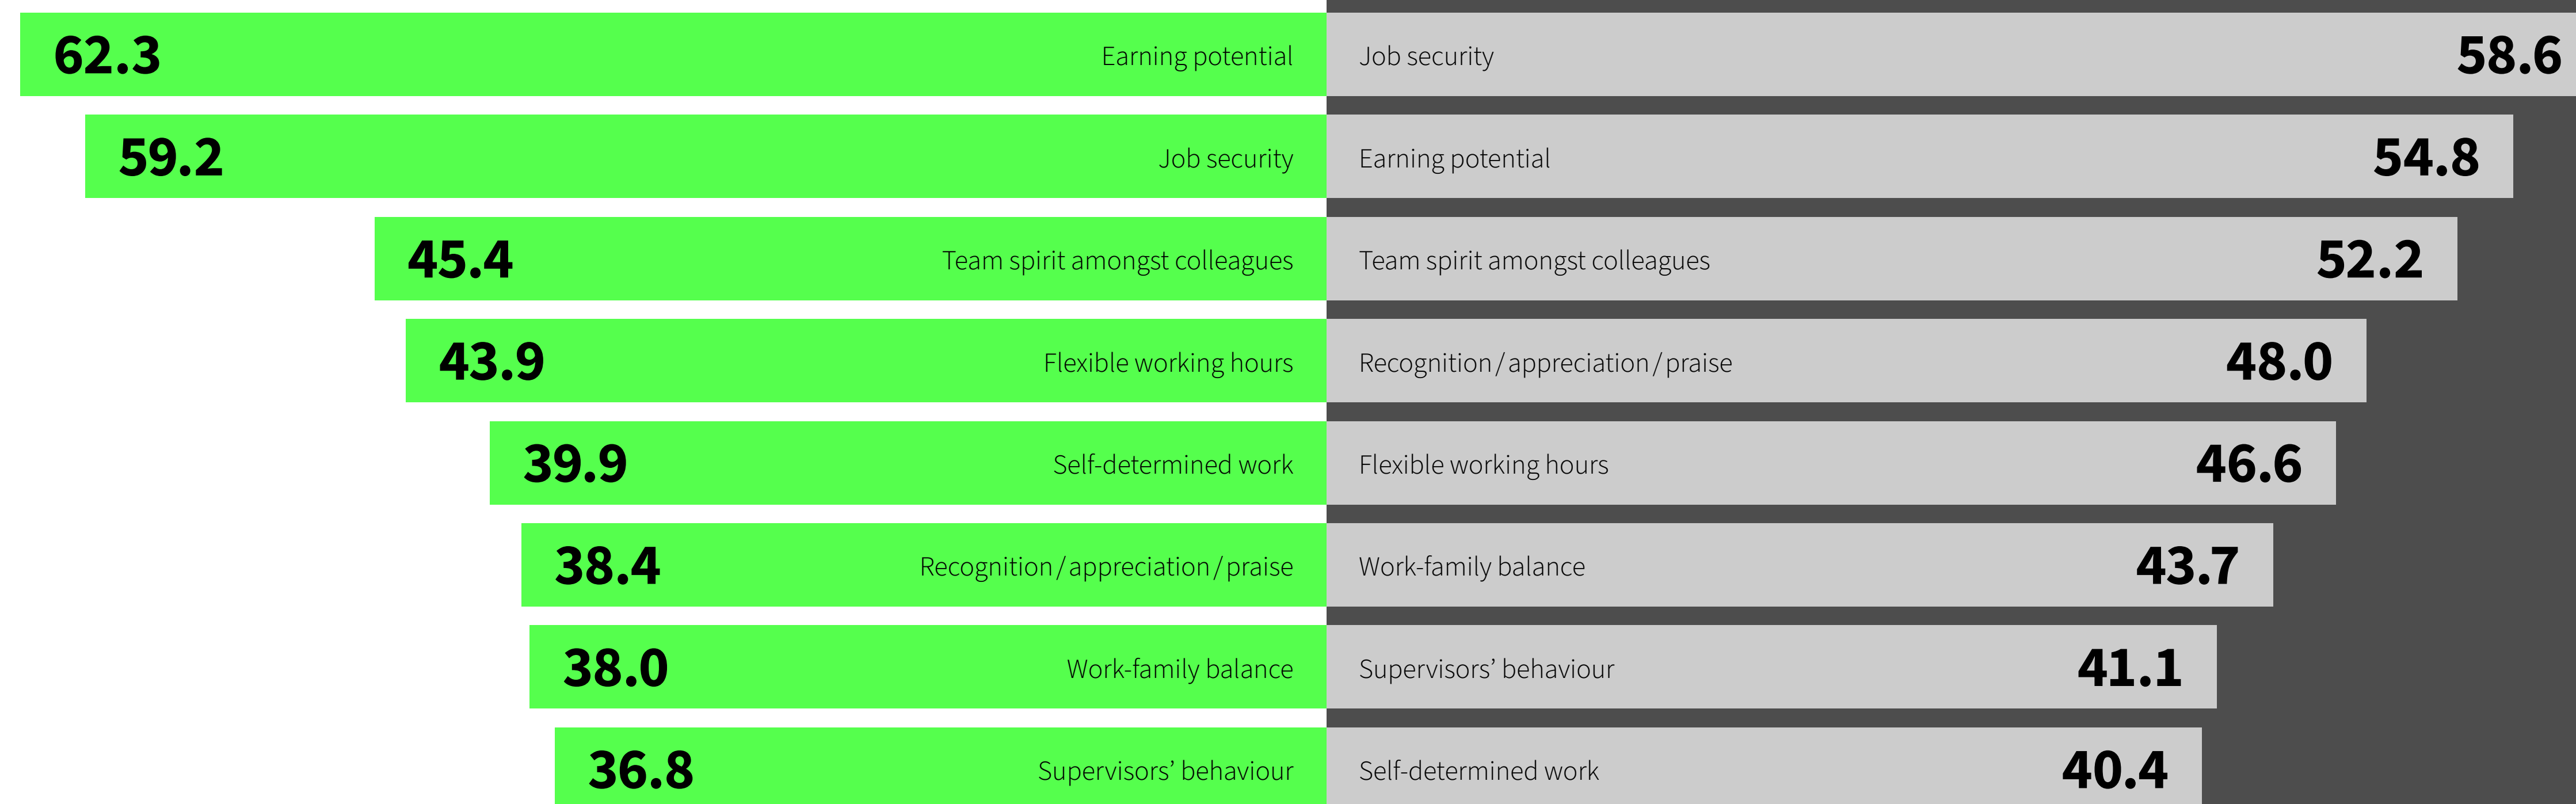 62.3 Earning potential Job security 58.6
59.2 Job security Earning potential 54.8
45.4 Team spirit amongst colleagues Team spirit amongst colleagues 52.2
43.9 Flexible working hours Recognition / appreciation / praise 48.0
39.9 Self-determined work Flexible working hours 46.6
38.4 Recognition / appreciation / praise Work-family balance 43.7
38.0 Work-family balance Supervisors’ behaviour 41.1
36.8 Supervisors’ behaviour Self-determined work 40.4